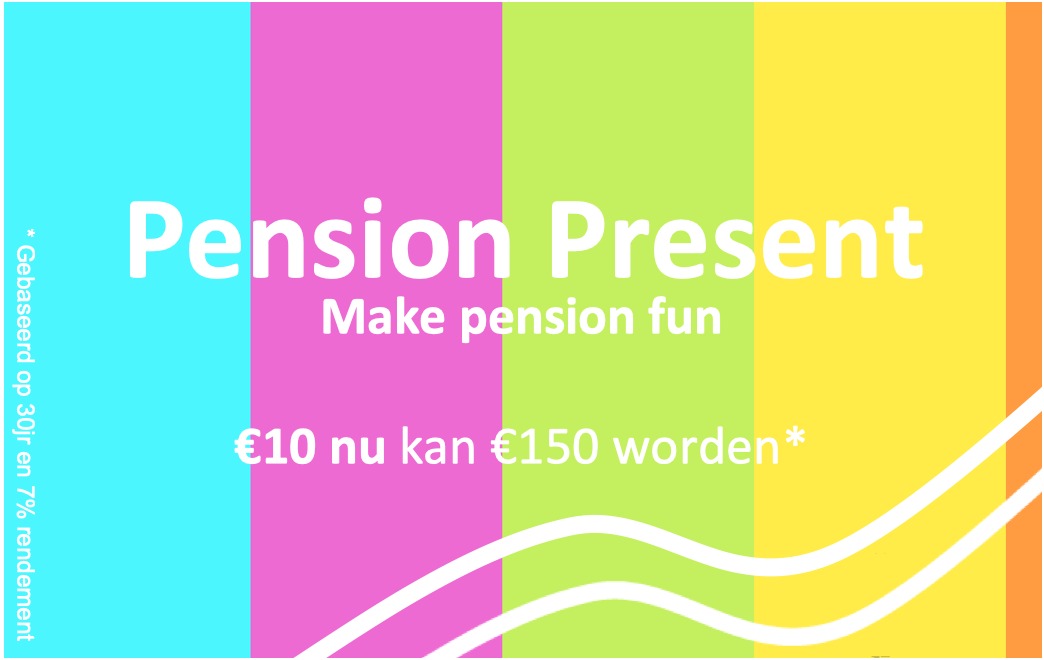 Pension Present
Make pension fun
€10 nu kan €150 worden*
* Gebaseerd op 30jr en 7% rendement